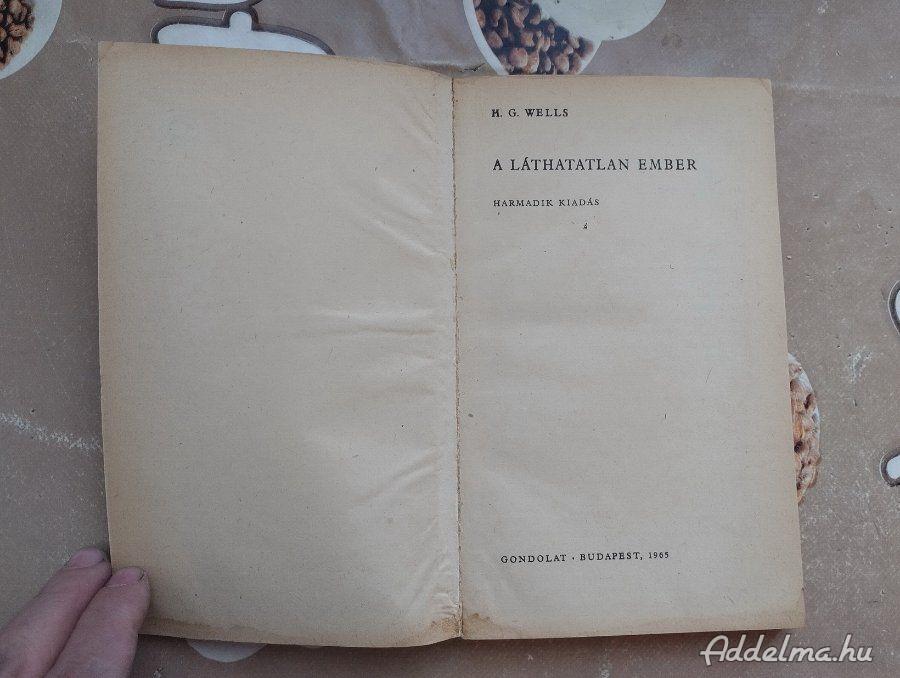 H. G. WELLS
A LÁTHATATLAN EMBER
HARMADIK KIADÁS
GONDOLAT · BUDAPEST, 1965
Addelma.hu